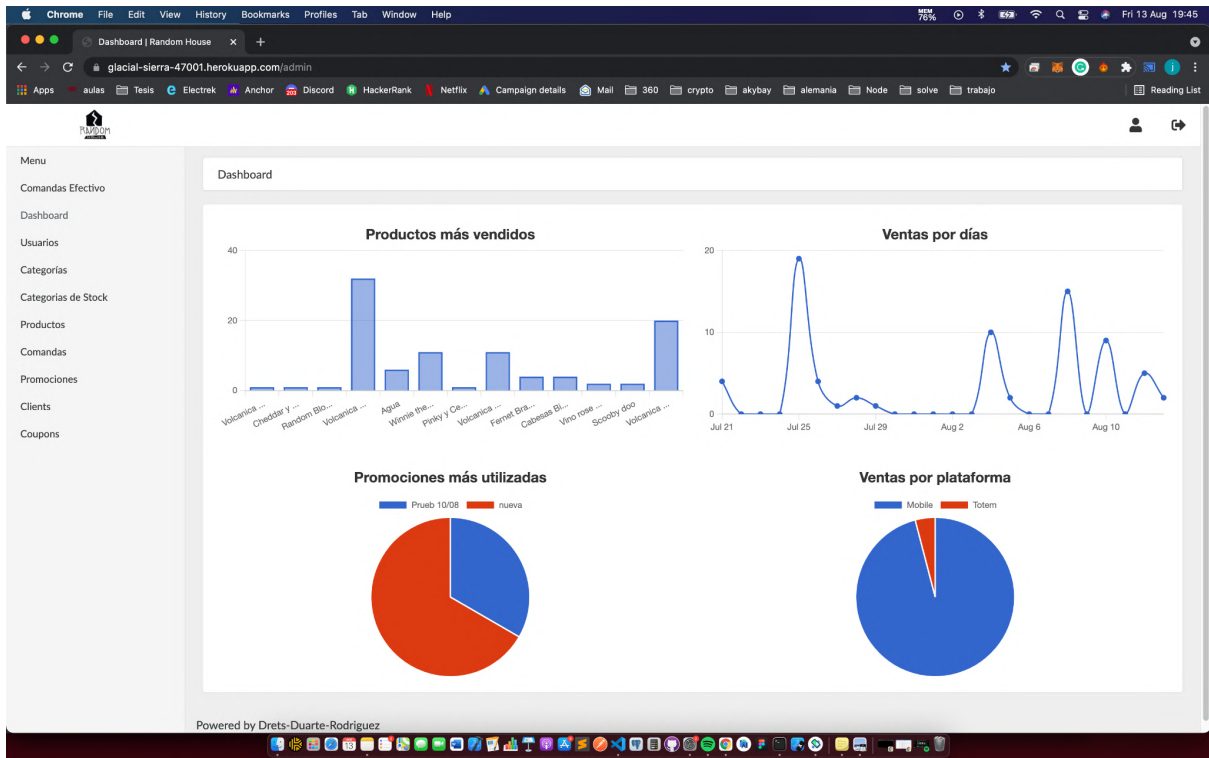 Chrome File Edit View History Bookmarks Profiles Tab Window Help MEM 76% Fri 13 Aug 19:45
Dashboard | Random House
glacial-sierra-47001.herokuapp.com/admin
Apps aulas Tesis Electrek Anchor 203 Discord HackerRank Netflix Campaign details Mail 360 crypto akybay alemania Node solve trabajo Reading List
RANDOM
Menu
Comandas Efectivo
Dashboard
Usuarios
Categorías
Categorias de Stock
Productos
Comandas
Promociones
Clients
Coupons
Dashboard
Productos más vendidos
40
20
0
Volcanica ... Cheddar y ... Random Blo... Volcanica ... Agua Winnie the... Pinky y Ce... Volcanica ... Fernet Bra... Cabesas Bi... Vino rosa ... Scooby doo Volcanica ...
Ventas por días
20
10
0
Jul 21 Jul 25 Jul 29 Aug 2 Aug 6 Aug 10
Promociones más utilizadas
Prueb 10/08 nueva
Ventas por plataforma
Mobile Totem
Powered by Drets-Duarte-Rodriguez